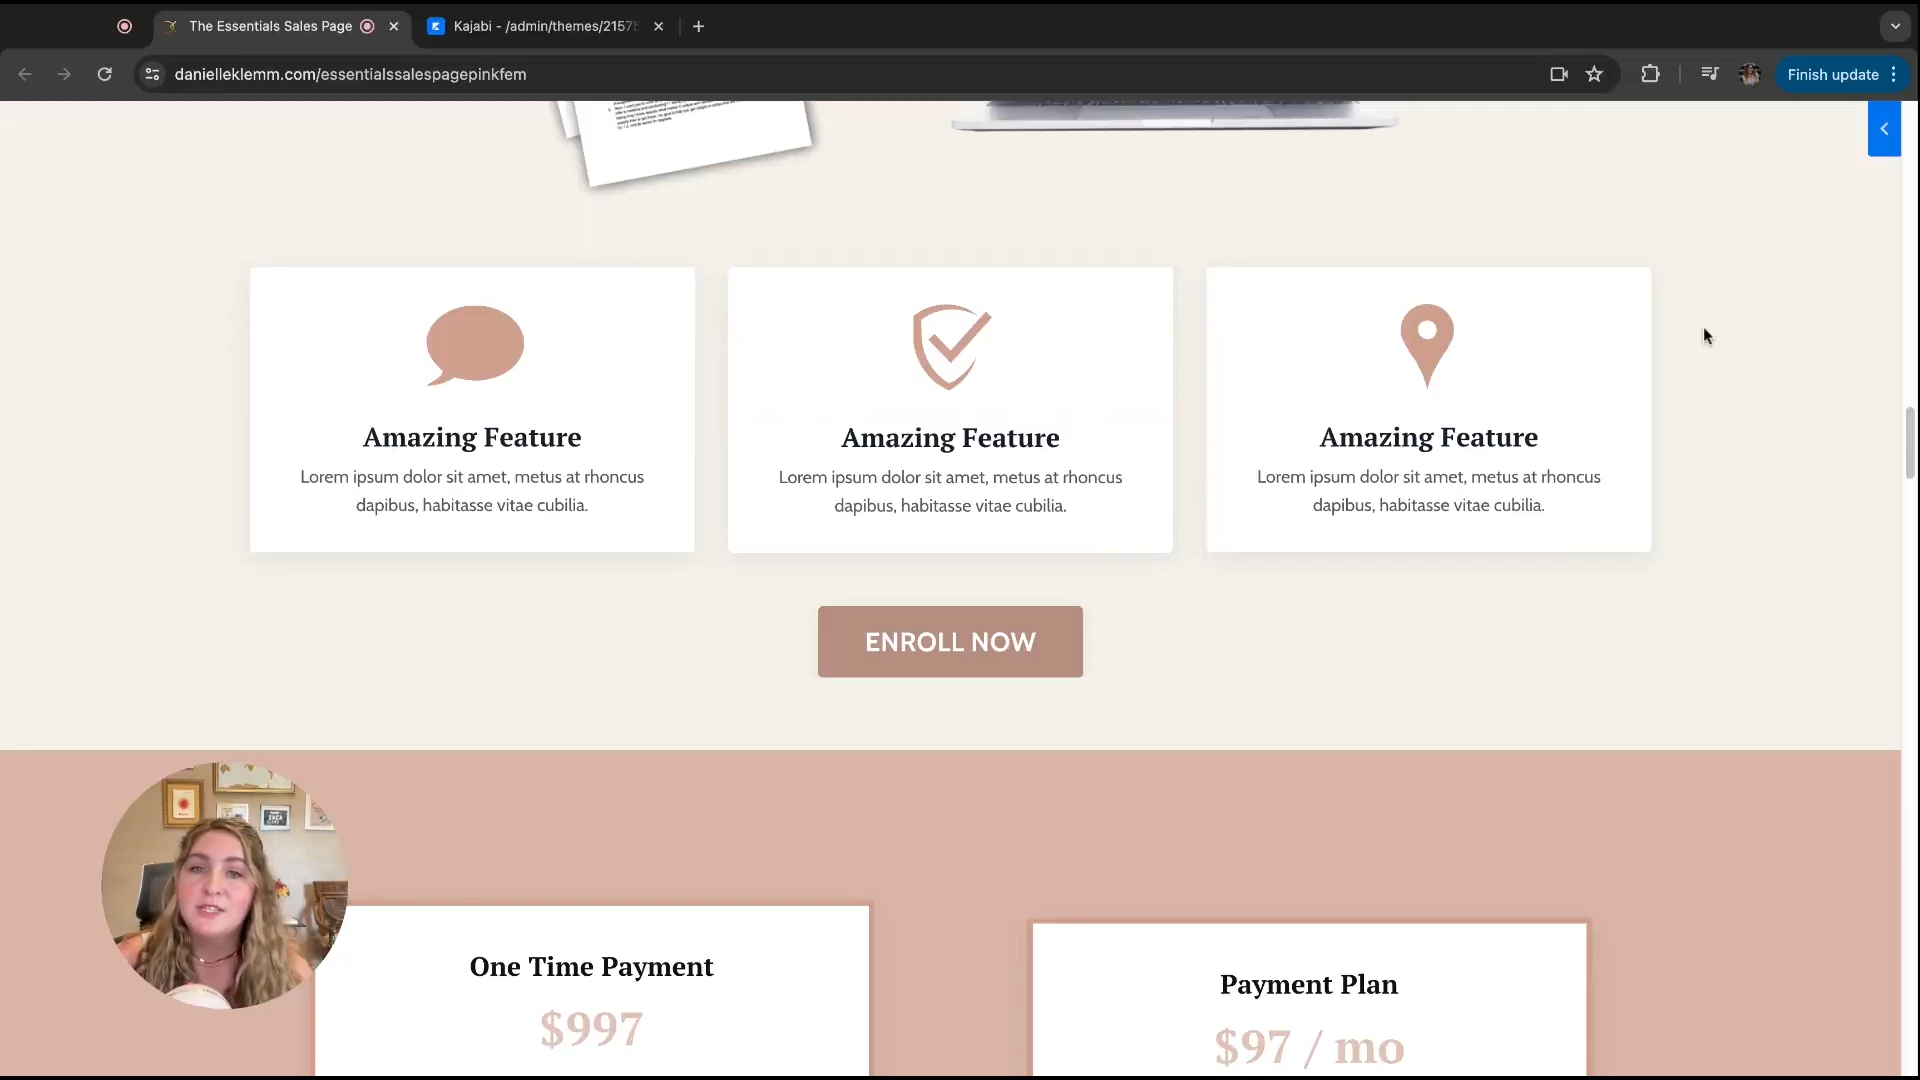 The Essentials Sales Page
Kajabi - /admin/themes/2157
danielleklemm.com/essentialssalespagepinkfem
Finish update
Amazing Feature
Lorem ipsum dolor sit amet, metus at rhoncus
dapibus, habitasse vitae cubilia.
Amazing Feature
Lorem ipsum dolor sit amet, metus at rhoncus
dapibus, habitasse vitae cubilia.
Amazing Feature
Lorem ipsum dolor sit amet, metus at rhoncus
dapibus, habitasse vitae cubilia.
ENROLL NOW
One Time Payment
$997
Payment Plan
$97 / mo